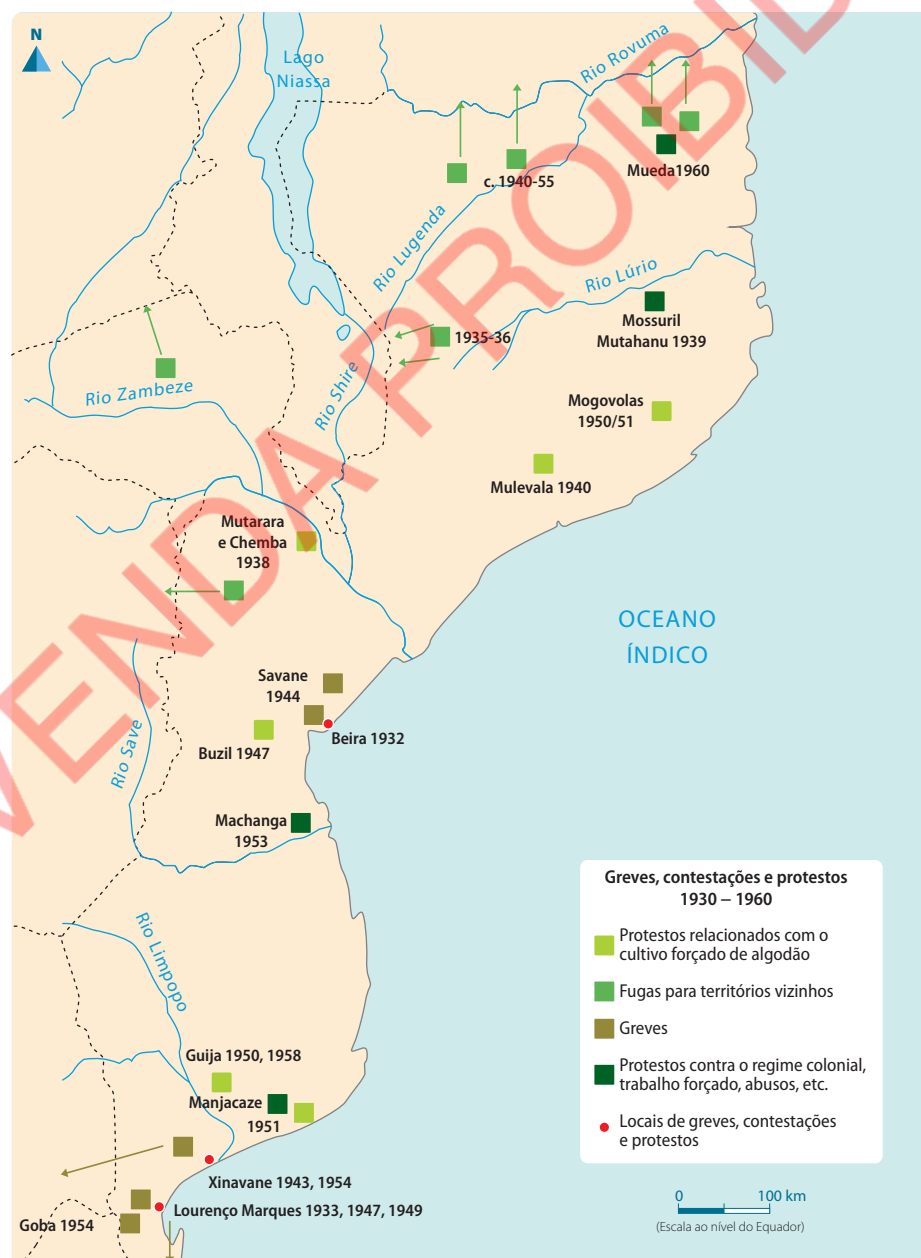 N
Lago
Niassa
Rio Rovuma
c. 1940-55
Mueda1960
Rio Lugenda
Rio Lúrio
Mossuril
Mutahanu 1939
1935-36
Rio Shire
Rio Zambeze
Mogovolas
1950/51
Mulevala 1940
Mutarara
e Chemba
1938
OCEANO
ÍNDICO
Savane
1944
Beira 1932
Buzil 1947
Rio Save
Machanga
1953
Rio Limpopo
Guija 1950, 1958
Manjacaze
1951
Xinavane 1943, 1954
Lourenço Marques 1933, 1947, 1949
Goba 1954
Greves, contestações e protestos
1930 – 1960
Protestos relacionados com o
cultivo forçado de algodão
Fugas para territórios vizinhos
Greves
Protestos contra o regime colonial,
trabalho forçado, abusos, etc.
Locais de greves, contestações
e protestos
0 100 km
(Escala ao nível do Equador)
VENDA PROIBID